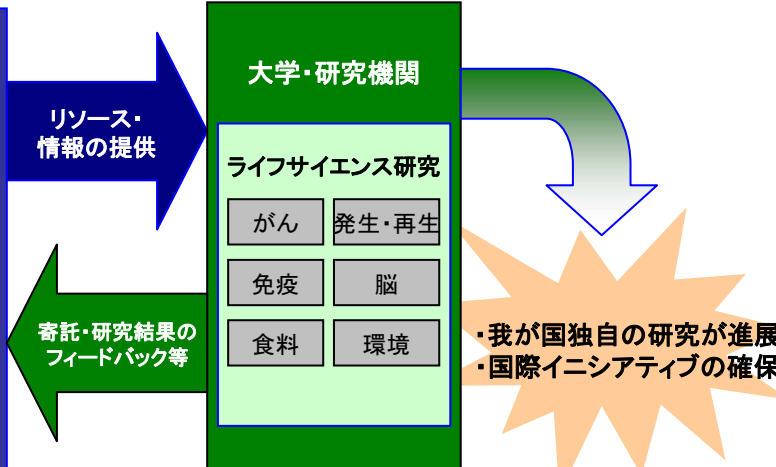 大学・研究機関
リソース・
情報の提供
ライフサイエンス研究
がん
発生・再生
免疫
脳
食料
環境
寄託・研究結果の
フィードバック等
・我が国独自の研究が進展
・国際イニシアティブの確保